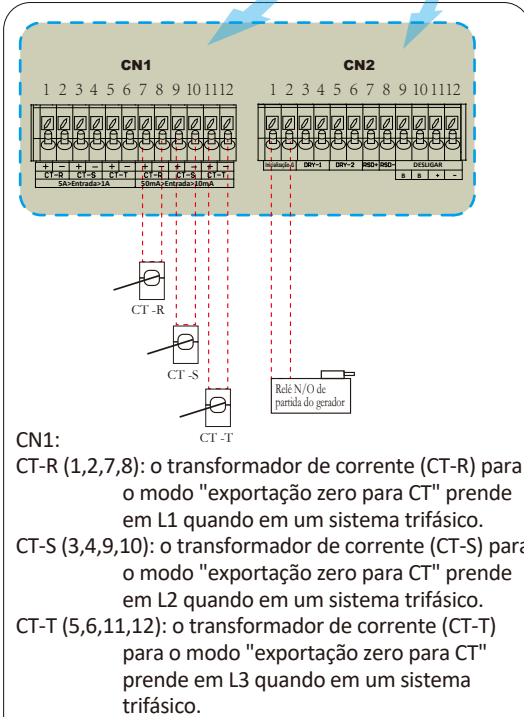 CN1 CN2
1 2 3 4 5 6 7 8 9 10 11 12 1 2 3 4 5 6 7 8 9 10 11 12
+ − + − + − + − + − + −
CT-R CT-S CT-T CT-R CT-S CT-T
5A>Entrada>1A 50mA>Entrada>10mA
DRY-1 DRY-2 RSD+ RSD- DESLIGAR
B B + −
CT -R
CT -S
CT -T
Relé N/O de
partida do gerador
CN1:
CT-R (1,2,7,8): o transformador de corrente (CT-R) para
o modo "exportação zero para CT" prende
em L1 quando em um sistema trifásico.
CT-S (3,4,9,10): o transformador de corrente (CT-S) para
o modo "exportação zero para CT" prende
em L2 quando em um sistema trifásico.
CT-T (5,6,11,12): o transformador de corrente (CT-T)
para o modo "exportação zero para CT"
prende em L3 quando em um sistema
trifásico.